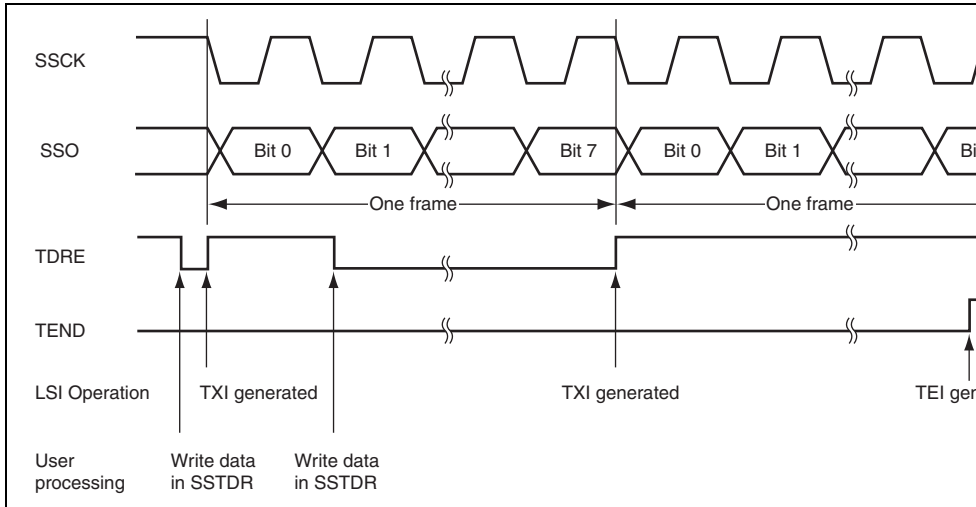 SSCK
SSO
Bit 0 Bit 1 Bit 7 Bit 0 Bit 1
One frame One frame
TDRE
TEND
LSI Operation TXI generated TXI generated TEI
User processing
Write data in SSTDR
Write data in SSTDR